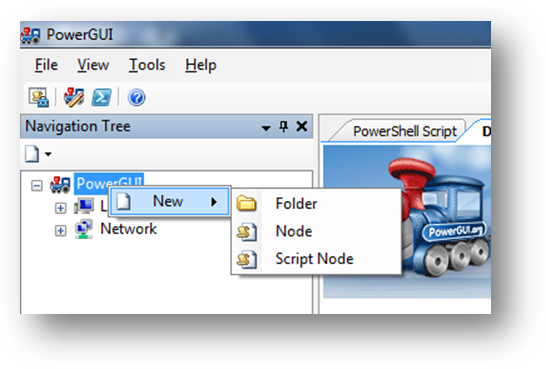 PowerGUI
File View Tools Help
Navigation Tree
PowerShell Script D
PowerGUI
L
New
Network
Folder
Node
Script Node
PowerGUI.org